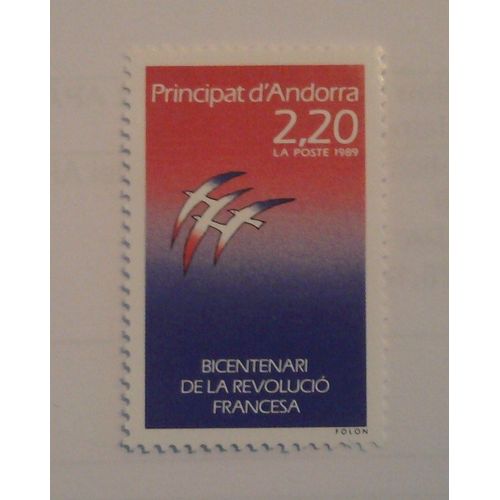 Principat d'Andorra
2,20
LA POSTE 1989
BICENTENARI
DE LA REVOLUCIÓ
FRANCESA
FOLON